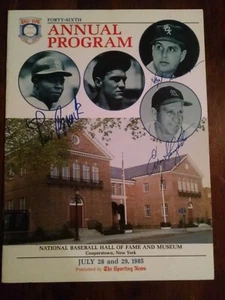 FORTY-SIXTH
ANNUAL
PROGRAM
NATIONAL BASEBALL HALL OF FAME AND MUSEUM
Cooperstown, New York
JULY 28 and 29, 1985
Published by The Sporting News